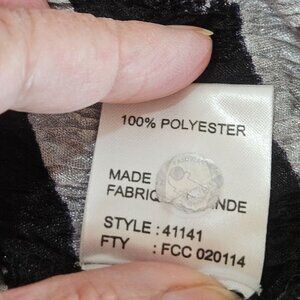 100% POLYESTER
MADE
STYLE : 41141
FTY : FCC 020114